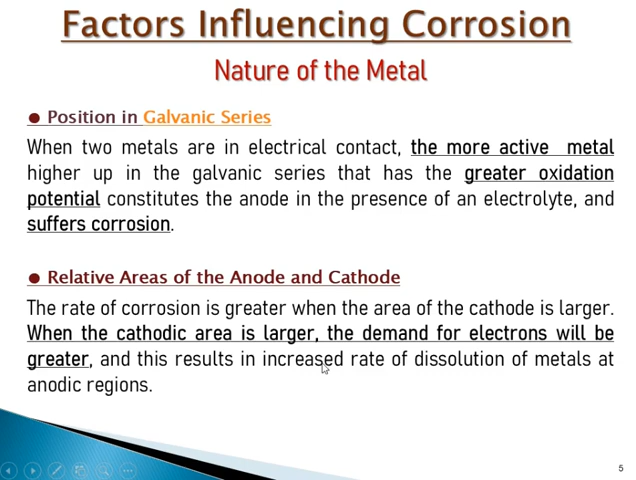 Factors Influencing Corrosion
Nature of the Metal
● Position in Galvanic Series
When two metals are in electrical contact, the more active metal
higher up in the galvanic series that has the greater oxidation
potential constitutes the anode in the presence of an electrolyte, and
suffers corrosion.
● Relative Areas of the Anode and Cathode
The rate of corrosion is greater when the area of the cathode is larger.
When the cathodic area is larger, the demand for electrons will be
greater, and this results in increased rate of dissolution of metals at
anodic regions.
5